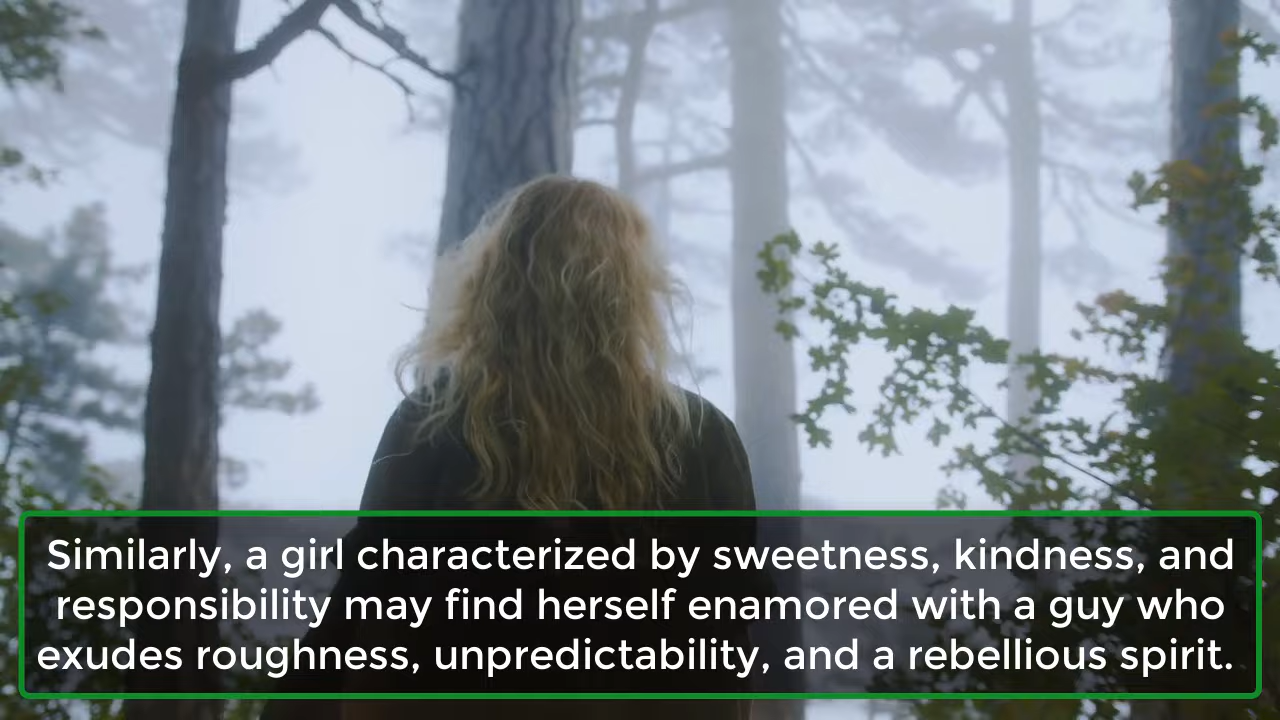 Similarly, a girl characterized by sweetness, kindness, and
responsibility may find herself enamored with a guy who
exudes roughness, unpredictability, and a rebellious spirit.